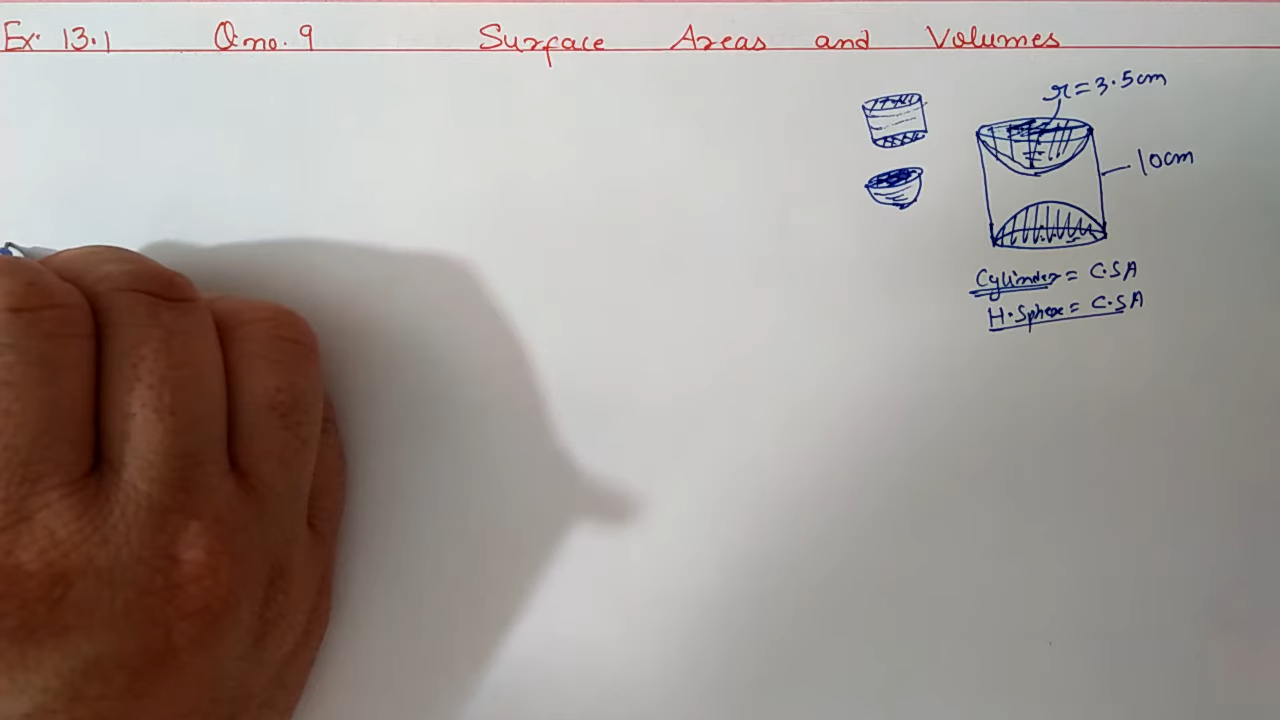 Ex. 13.1 Q.no. 9 Surface Areas and Volumes
r = 3.5cm
10cm
Cylinder = C.S.A
H.Sphere = C.S.A